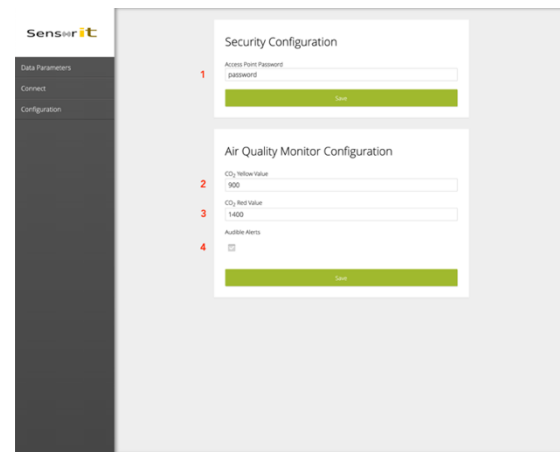 Sensorit
Data Parameters
Connect
Configuration
Security Configuration
Access Point Password
1
password
Save
Air Quality Monitor Configuration
CO₂ Yellow Value
2
900
CO₂ Red Value
3
1400
Audible Alerts
4
Save